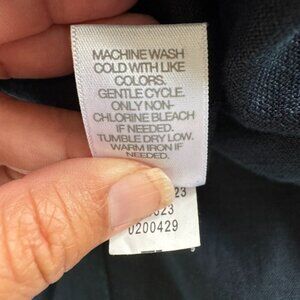 MACHINE WASH
COLD WITH LIKE
COLORS.
GENTLE CYCLE.
ONLY NON-
CHLORINE BLEACH
IF NEEDED.
TUMBLE DRY LOW.
WARM IRON IF
NEEDED.
0200429